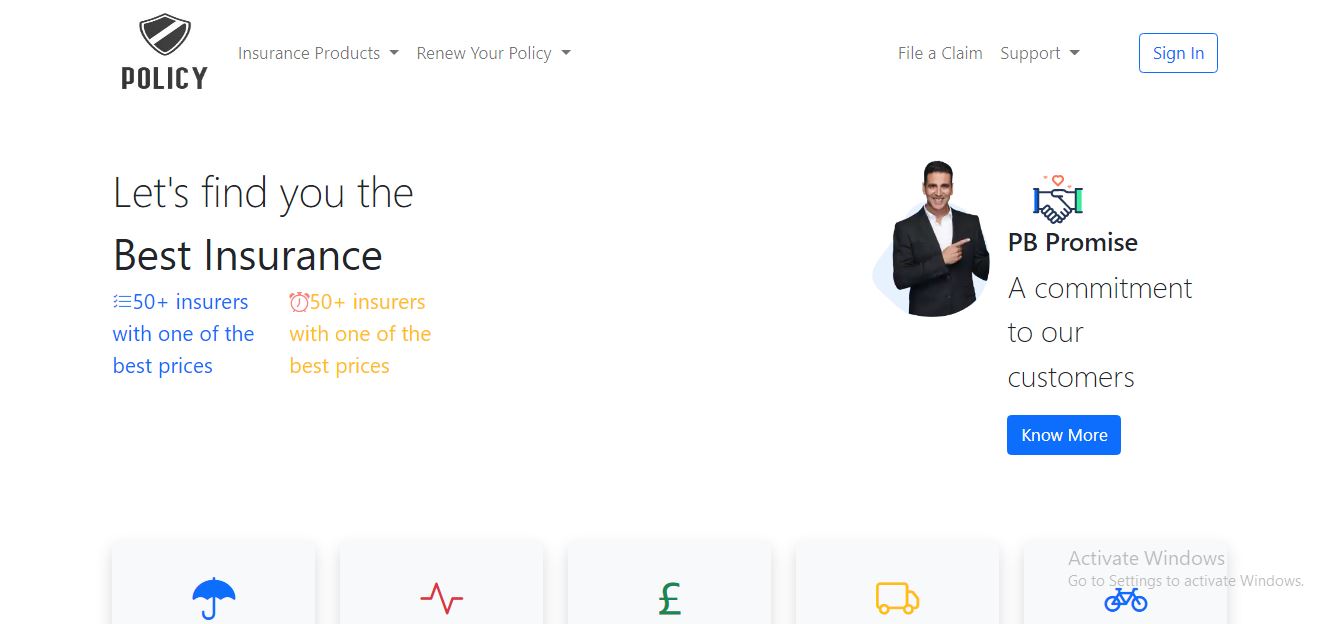 POLICY
Insurance Products
Renew Your Policy
File a Claim
Support
Sign In
Let's find you the
Best Insurance
50+ insurers
with one of the
best prices
50+ insurers
with one of the
best prices
PB Promise
A commitment
to our
customers
Know More
£
Activate Windows
Go to Settings to activate Windows.